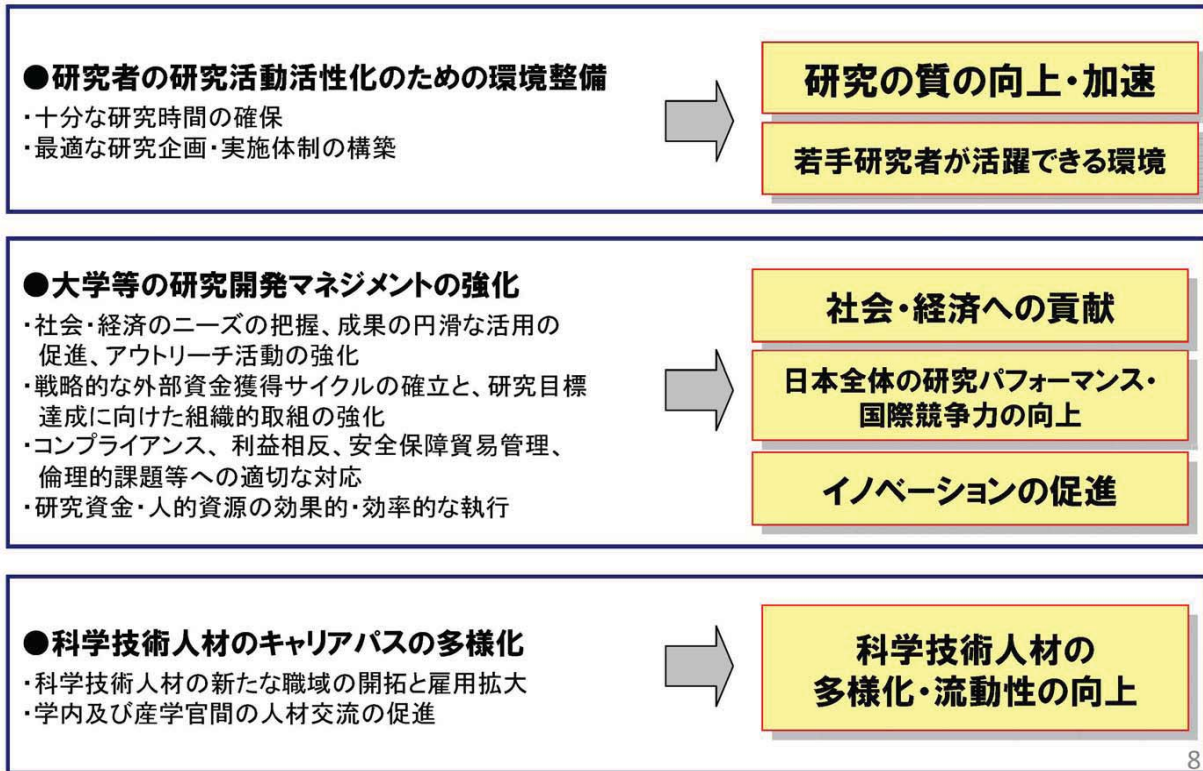 ●研究者の研究活動活性化のための環境整備
・十分な研究時間の確保
・最適な研究企画・実施体制の構築
研究の質の向上・加速
若手研究者が活躍できる環境
●大学等の研究開発マネジメントの強化
・社会・経済のニーズの把握、成果の円滑な活用の
促進、アウトリーチ活動の強化
・戦略的な外部資金獲得サイクルの確立と、研究目標
達成に向けた組織的取組の強化
・コンプライアンス、利益相反、安全保障貿易管理、
倫理的課題等への適切な対応
・研究資金・人的資源の効果的・効率的な執行
社会・経済への貢献
日本全体の研究パフォーマンス・
国際競争力の向上
イノベーションの促進
●科学技術人材のキャリアパスの多様化
・科学技術人材の新たな職域の開拓と雇用拡大
・学内及び産学官間の人材交流の促進
科学技術人材の
多様化・流動性の向上
8